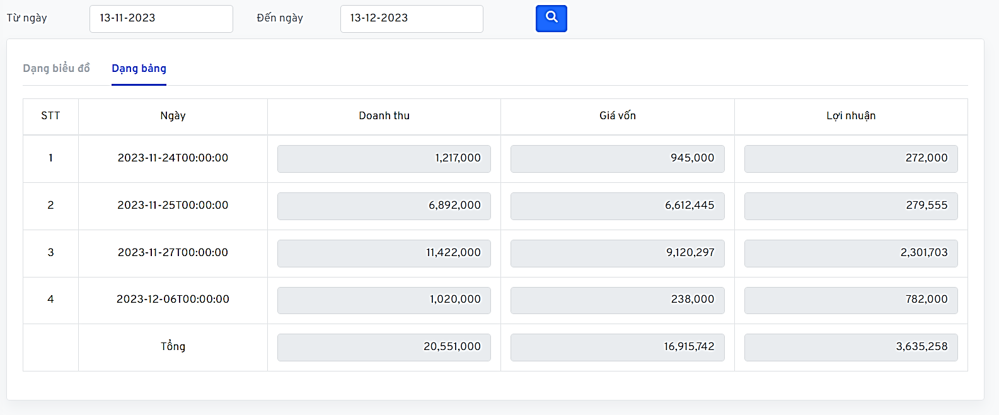 Từ ngày 13-11-2023 Đến ngày 13-12-2023
Dạng biểu đồ Dạng bảng
STT Ngày Doanh thu Giá vốn Lợi nhuận
1 2023-11-24T00:00:00 1,217,000 945,000 272,000
2 2023-11-25T00:00:00 6,892,000 6,612,445 279,555
3 2023-11-27T00:00:00 11,422,000 9,120,297 2,301,703
4 2023-12-06T00:00:00 1,020,000 238,000 782,000
Tổng 20,551,000 16,915,742 3,635,258